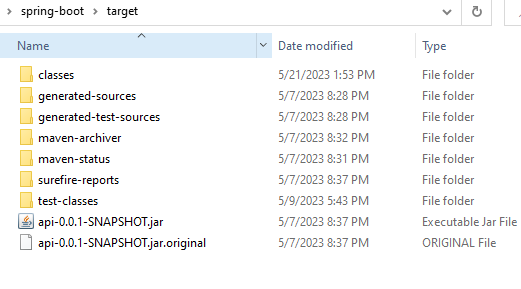 spring-boot > target
Name Date modified Type
classes 5/21/2023 1:53 PM File folder
generated-sources 5/7/2023 8:28 PM File folder
generated-test-sources 5/7/2023 8:28 PM File folder
maven-archiver 5/7/2023 8:32 PM File folder
maven-status 5/7/2023 8:31 PM File folder
surefire-reports 5/7/2023 8:37 PM File folder
test-classes 5/9/2023 5:43 PM File folder
api-0.0.1-SNAPSHOT.jar 5/7/2023 8:37 PM Executable Jar File
api-0.0.1-SNAPSHOT.jar.original 5/7/2023 8:37 PM ORIGINAL File